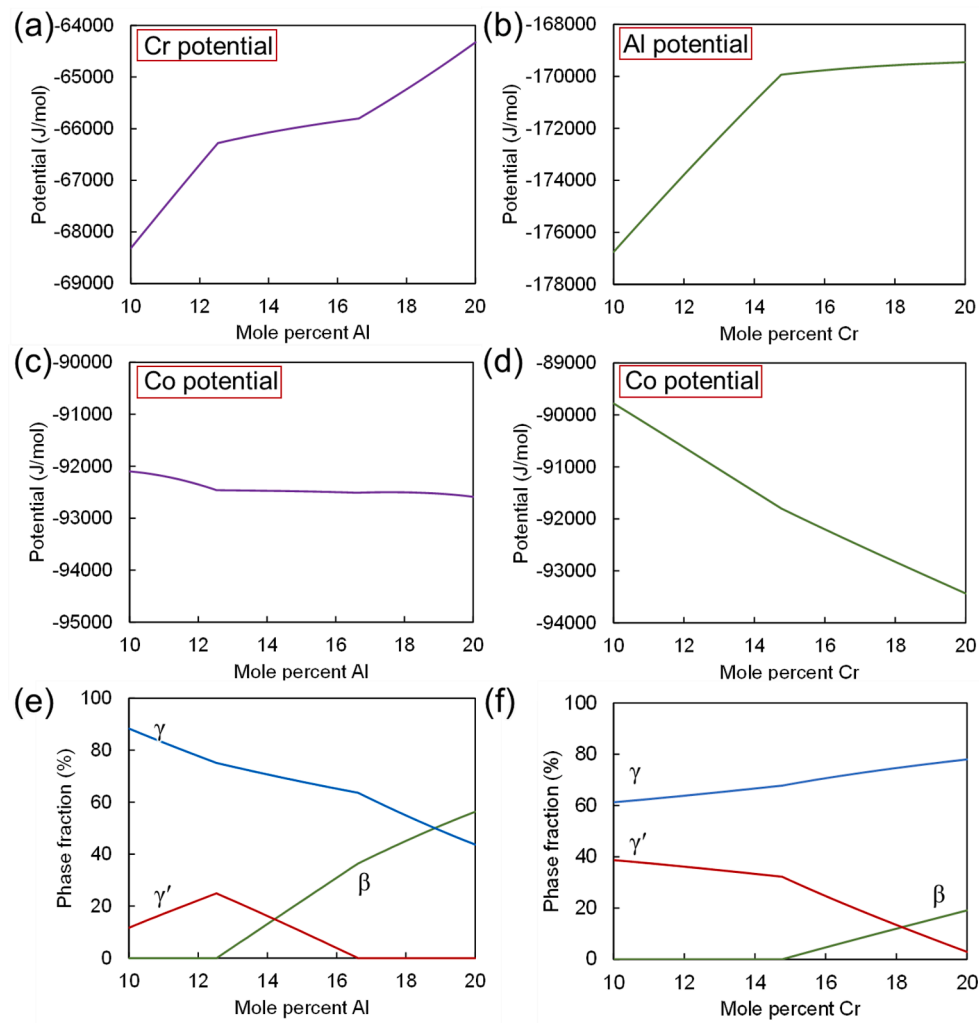 (a)
Cr potential
Potential (J/mol)
-64000
-65000
-66000
-67000
-68000
-69000
10 12 14 16 18 20
Mole percent Al
(b)
Al potential
Potential (J/mol)
-168000
-170000
-172000
-174000
-176000
-178000
10 12 14 16 18 20
Mole percent Cr
(c)
Co potential
Potential (J/mol)
-90000
-91000
-92000
-93000
-94000
-95000
10 12 14 16 18 20
Mole percent Al
(d)
Co potential
Potential (J/mol)
-89000
-90000
-91000
-92000
-93000
-94000
10 12 14 16 18 20
Mole percent Cr
(e)
Phase fraction (%)
100
80
60
40
20
0
γ
γ′
β
10 12 14 16 18 20
Mole percent Al
(f)
Phase fraction (%)
100
80
60
40
20
0
γ
γ′
β
10 12 14 16 18 20
Mole percent Cr